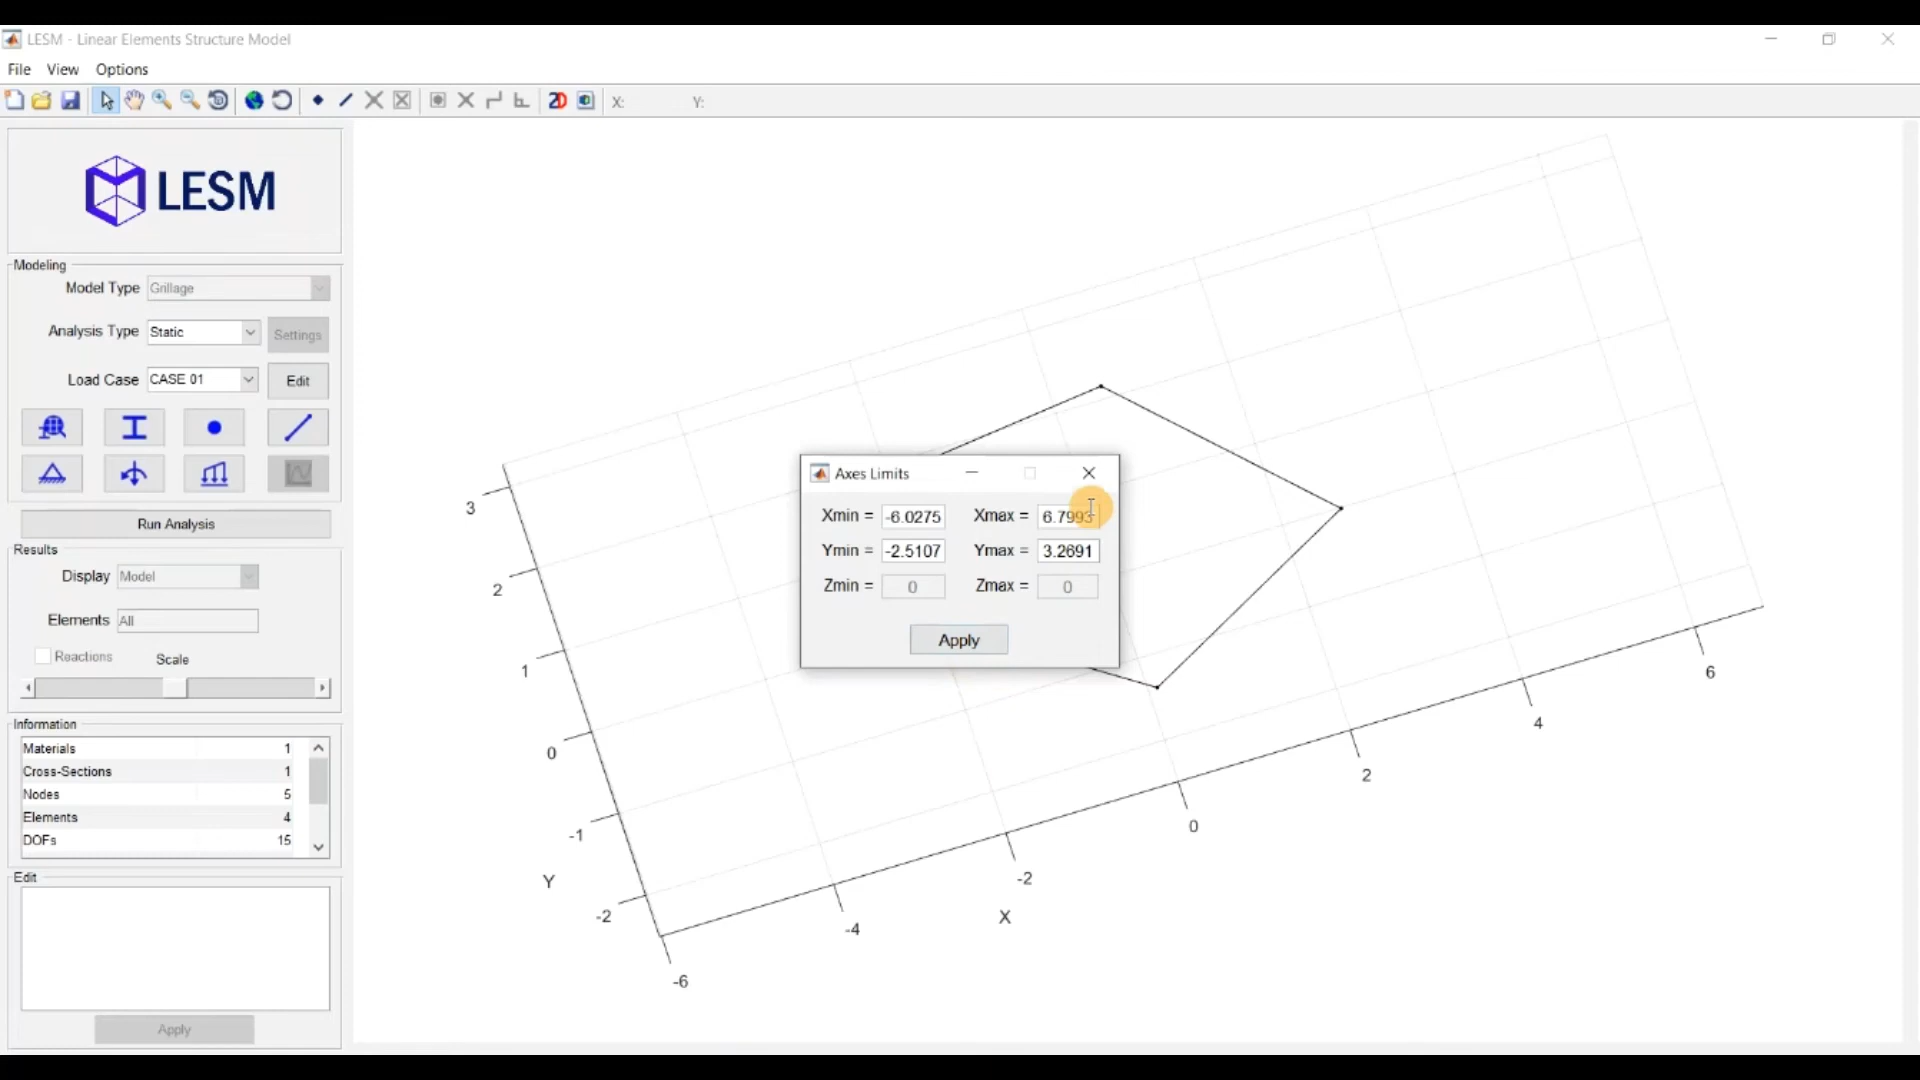 LESM - Linear Elements Structure Model
File View Options
2D X: Y:
LESM
Modeling
Model Type Grillage
Analysis Type Static Settings
Load Case CASE 01 Edit
Run Analysis
Results
Display Model
Elements All
Reactions Scale
Information
Materials 1
Cross-Sections 1
Nodes 5
Elements 4
DOFs 15
Edit
Apply
Axes Limits
Xmin = -6.0275 Xmax = 6.7993
Ymin = -2.5107 Ymax = 3.2691
Zmin = 0 Zmax = 0
Apply
3
2
1
0
-1
-2
Y
-6
-4
-2
0
2
4
6
X